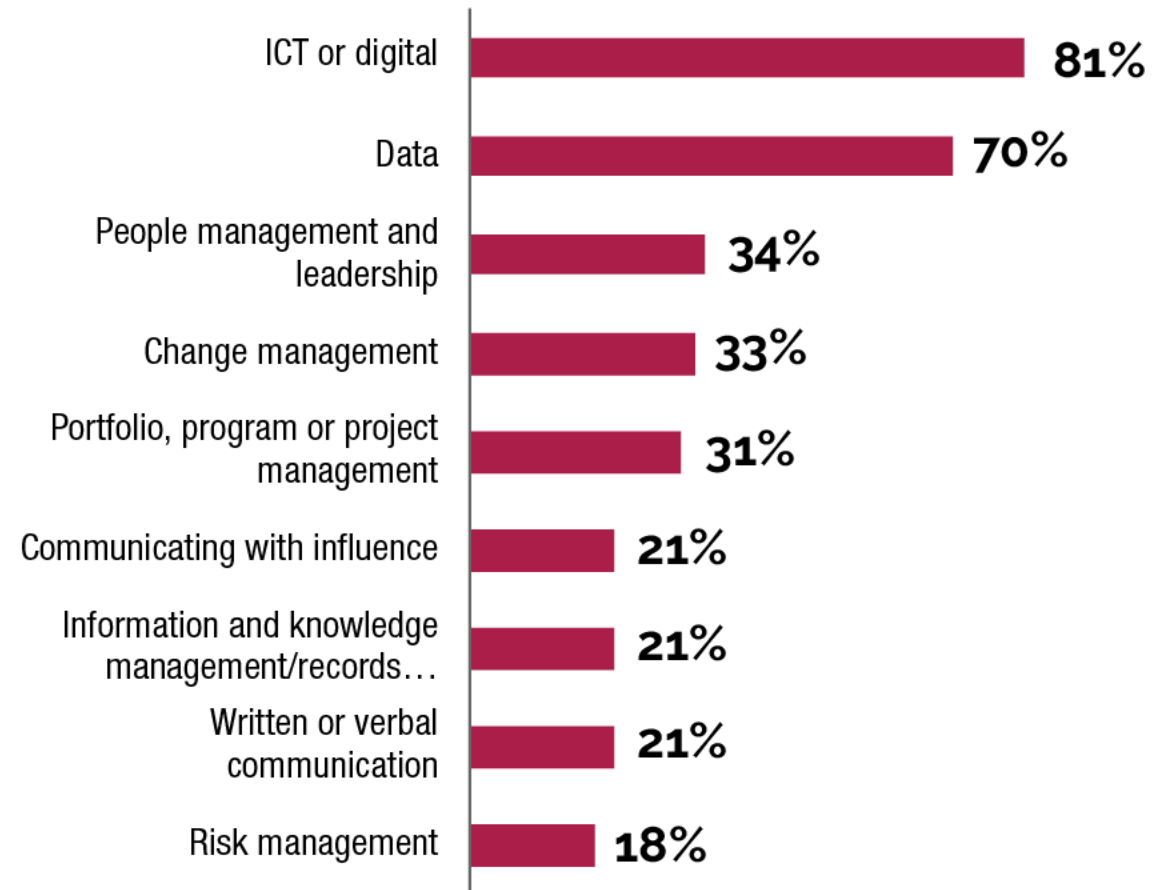 ICT or digital
81%
Data
70%
People management and
leadership
34%
Change management
33%
Portfolio, program or project
management
31%
Communicating with influence
21%
Information and knowledge
management/records…
21%
Written or verbal
communication
21%
Risk management
18%